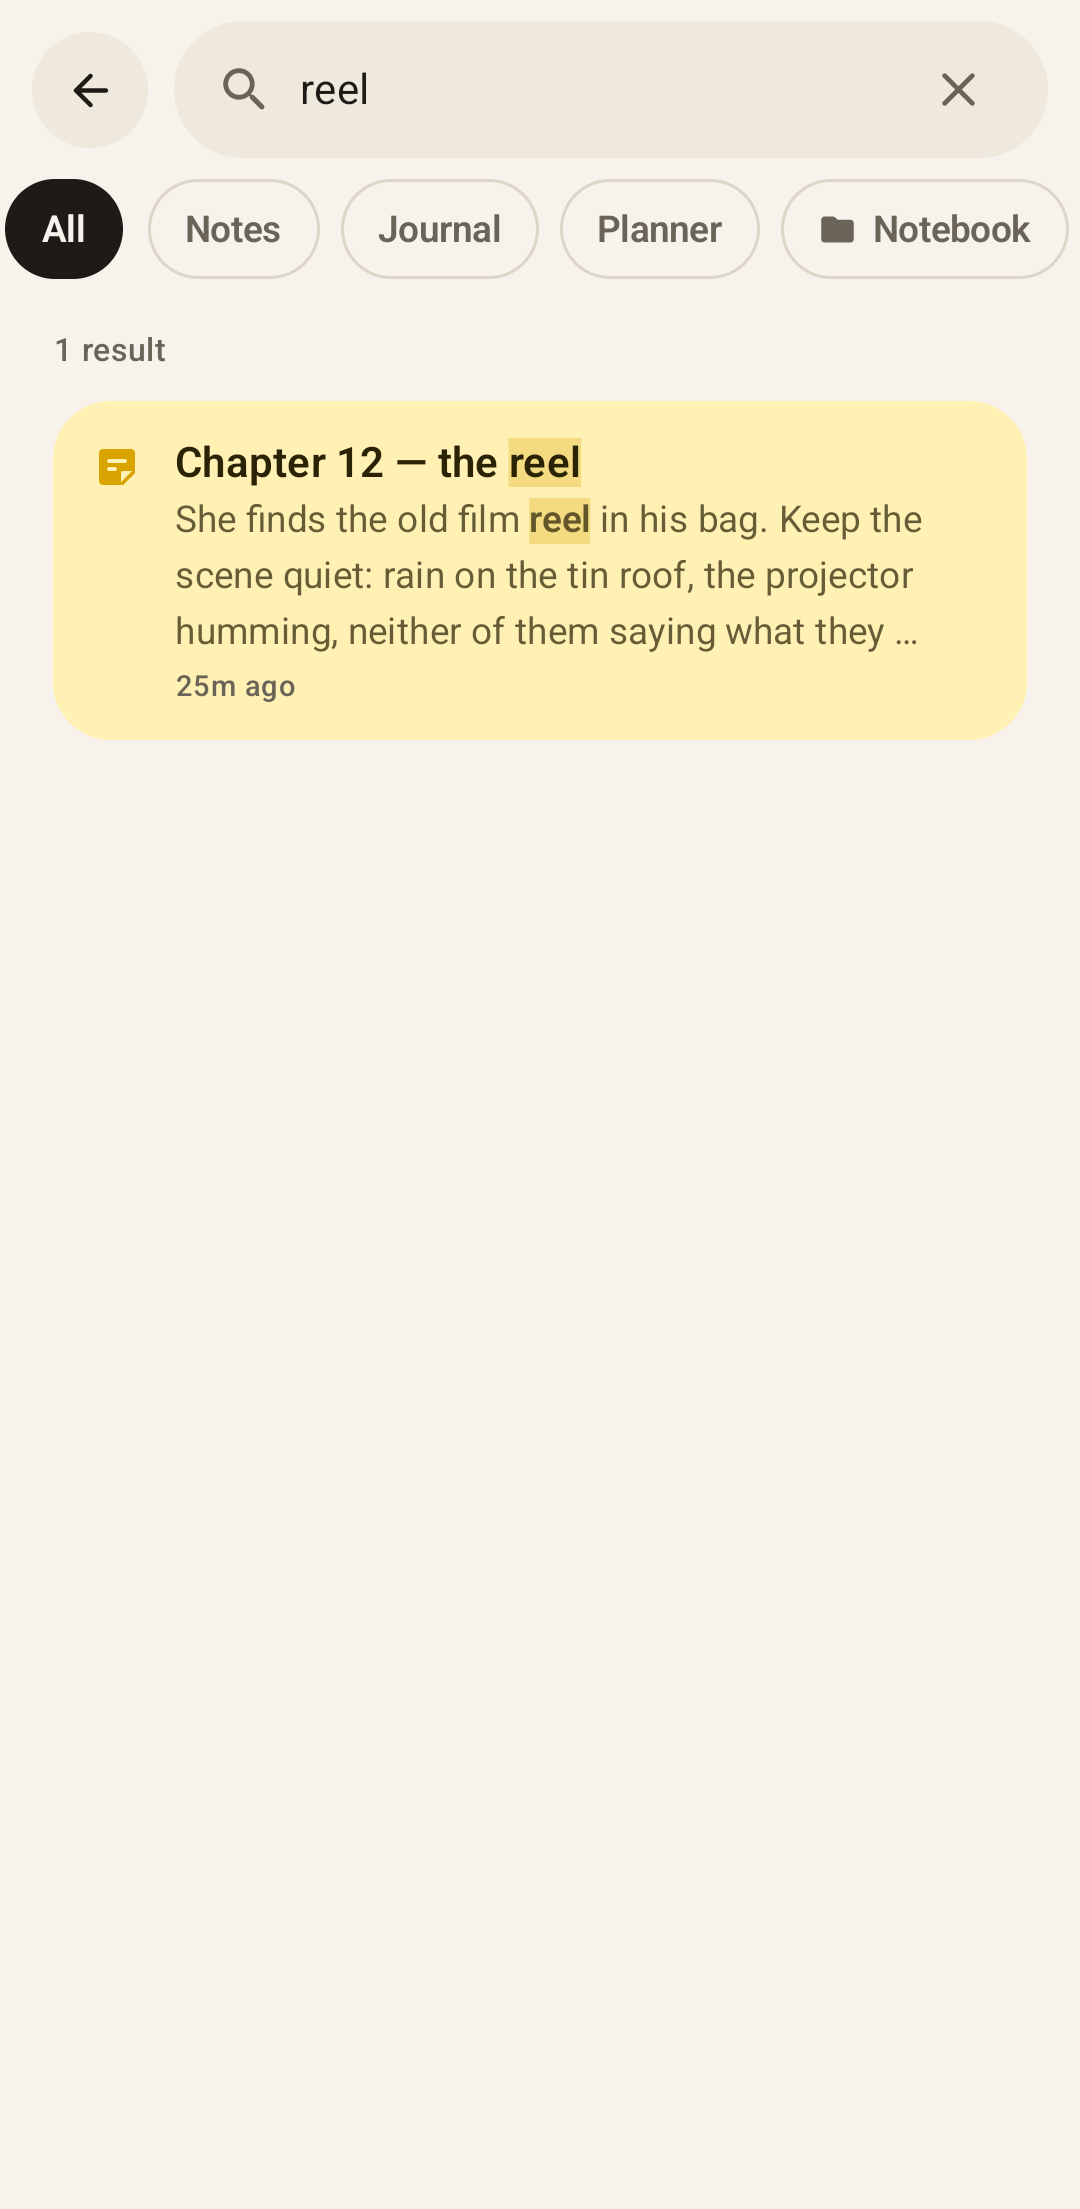 reel
All
Notes
Journal
Planner
Notebook
1 result
Chapter 12 — the reel
She finds the old film reel in his bag. Keep the
scene quiet: rain on the tin roof, the projector
humming, neither of them saying what they …
25m ago